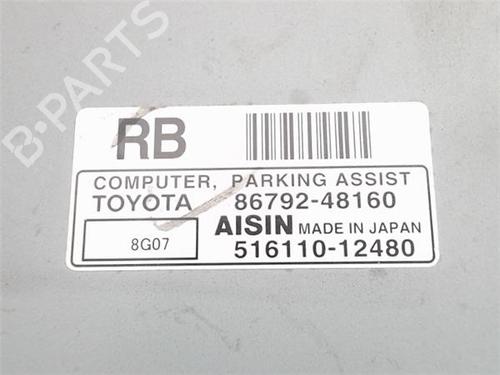 B-PARTS
RB
COMPUTER, PARKING ASSIST
TOYOTA 86792-48160
8G07
AISIN MADE IN JAPAN
516110-12480